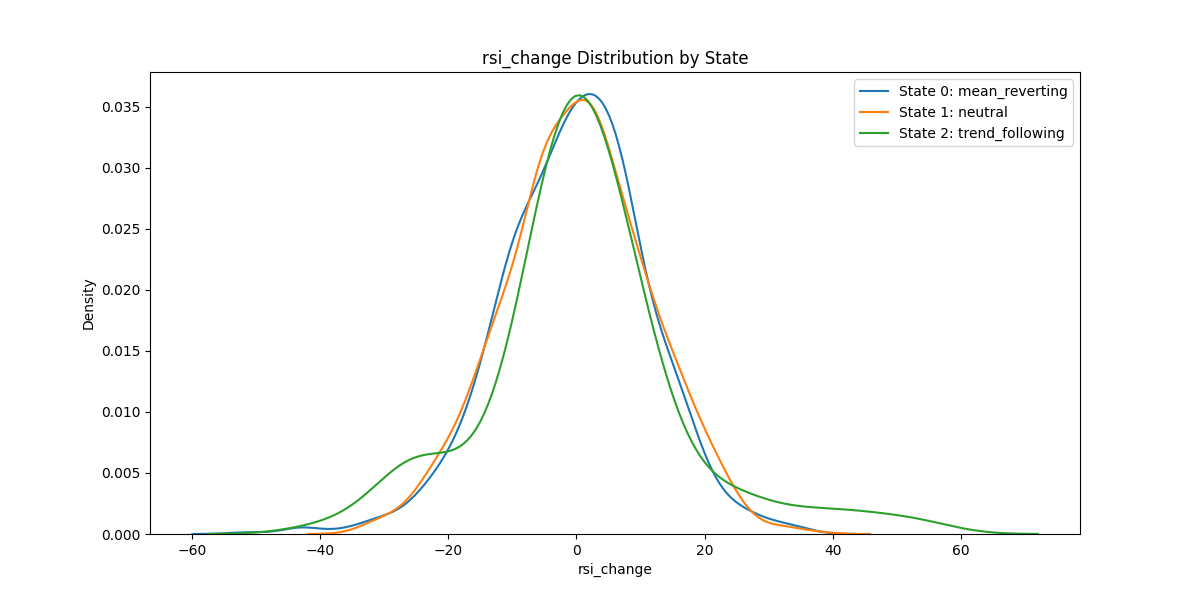 rsi_change Distribution by State
State 0: mean_reverting
State 1: neutral
State 2: trend_following
Density
0.035
0.030
0.025
0.020
0.015
0.010
0.005
0.000
−60 −40 −20 0 20 40 60
rsi_change